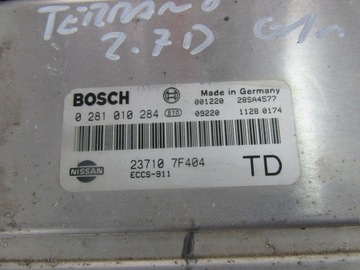 TERRANO
2.7D
BOSCH
Made in Germany
001220 28SA4577
0 281 010 284 810 09220 1128 0174
NISSAN
23710 7F404
ECCS-911
TD